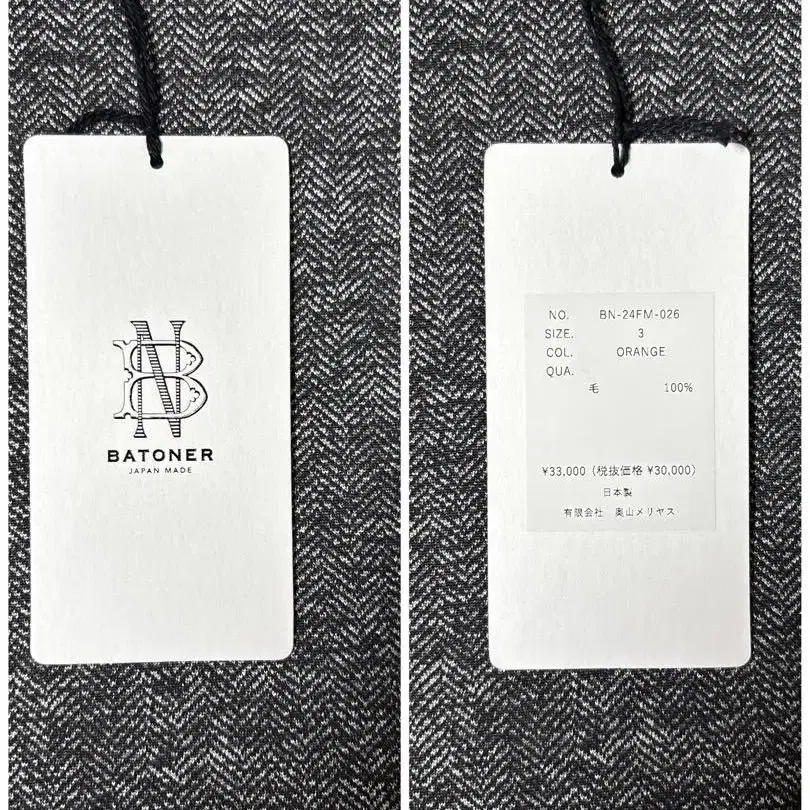 BN
BATONER
JAPAN MADE
NO. BN-24FM-026
SIZE. 3
COL. ORANGE
QUA.
毛 100%
¥33,000 (税抜価格 ¥30,000)
日本製
有限会社 奥山メリヤス